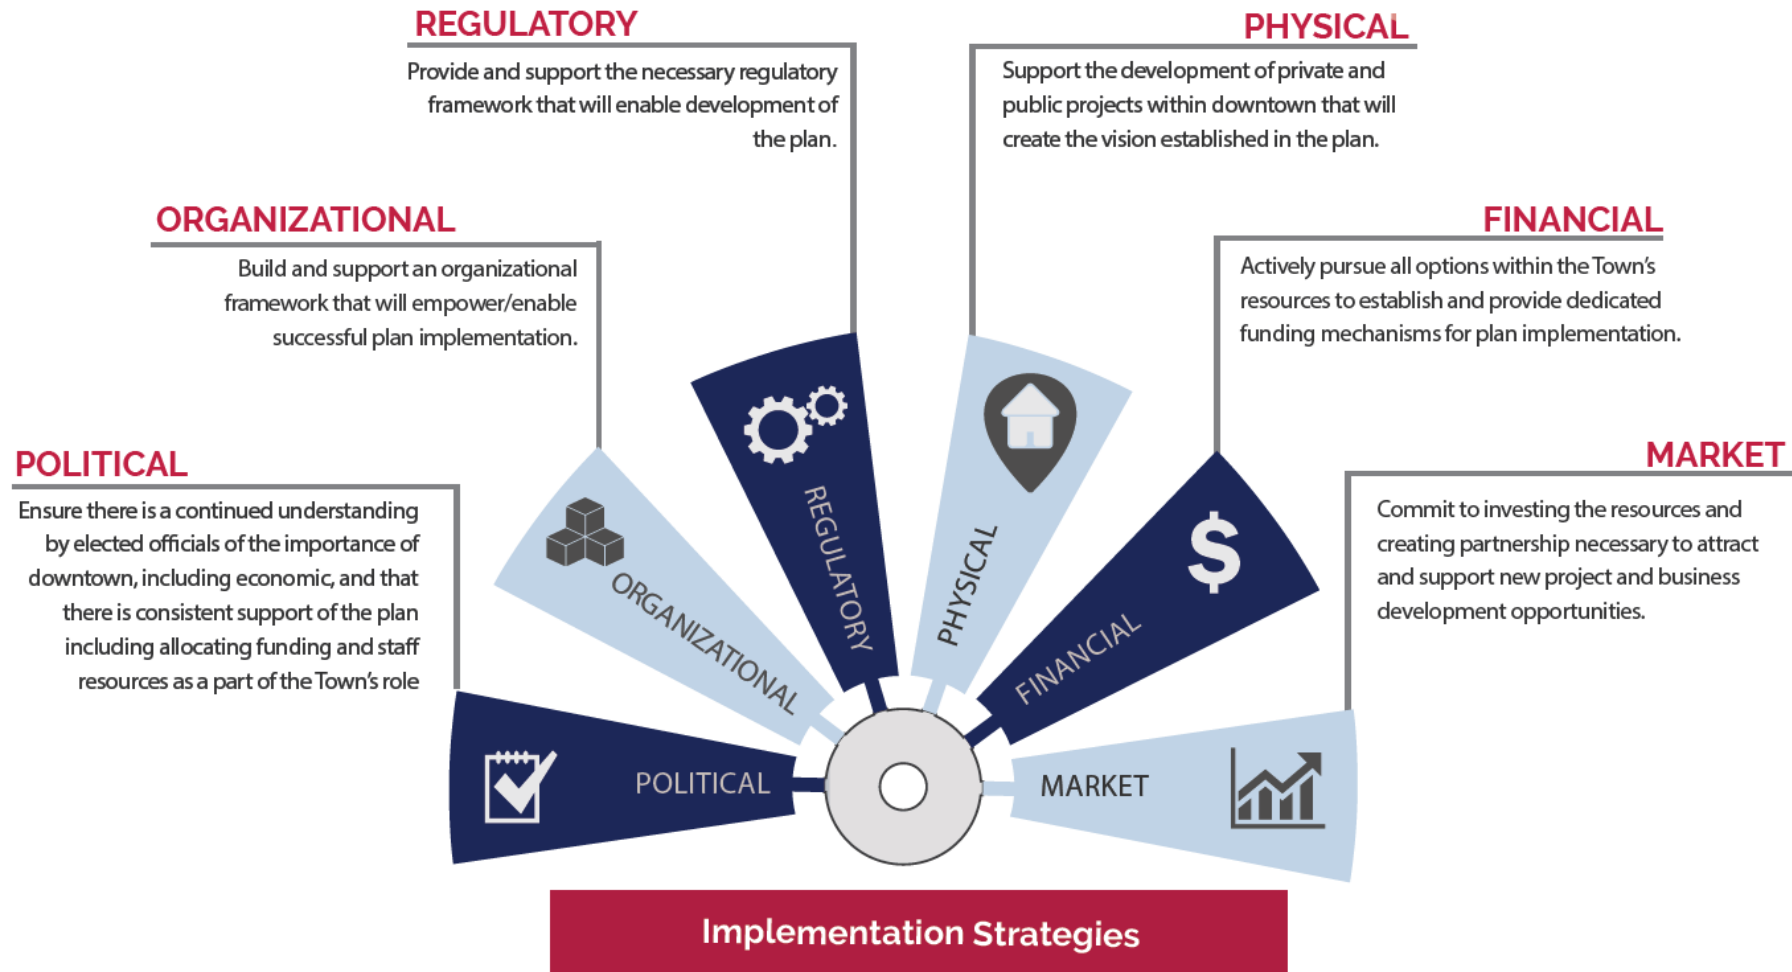 REGULATORY
Provide and support the necessary regulatory
framework that will enable development of
the plan.
PHYSICAL
Support the development of private and
public projects within downtown that will
create the vision established in the plan.
ORGANIZATIONAL
Build and support an organizational
framework that will empower/enable
successful plan implementation.
FINANCIAL
Actively pursue all options within the Town's
resources to establish and provide dedicated
funding mechanisms for plan implementation.
POLITICAL
Ensure there is a continued understanding
by elected officials of the importance of
downtown, including economic, and that
there is consistent support of the plan
including allocating funding and staff
resources as a part of the Town's role
MARKET
Commit to investing the resources and
creating partnership necessary to attract
and support new project and business
development opportunities.
POLITICAL
ORGANIZATIONAL
REGULATORY
PHYSICAL
FINANCIAL
$
MARKET
Implementation Strategies